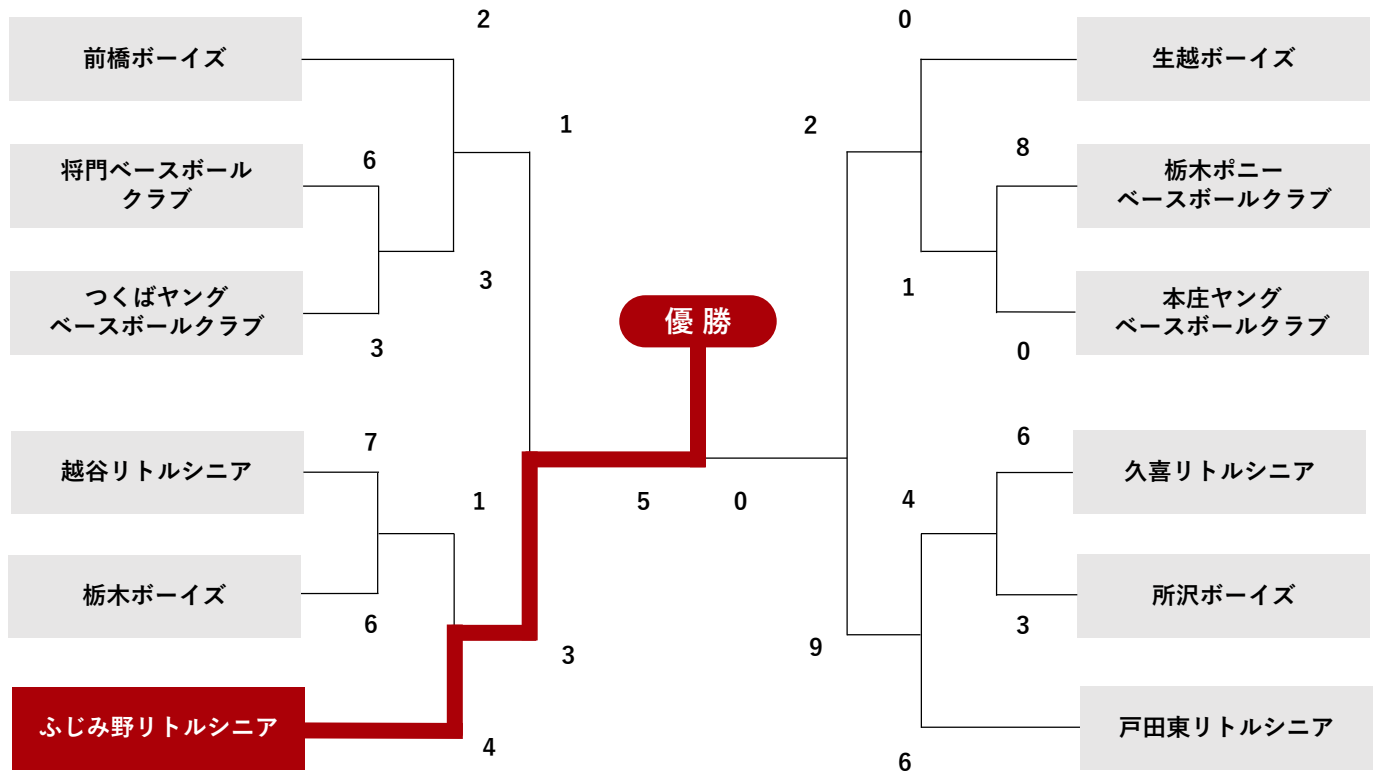 2
0
前橋ボーイズ
生越ボーイズ
1
2
6
8
将門ベースボール
クラブ
栃木ポニー
ベースボールクラブ
3
1
つくばヤング
ベースボールクラブ
本庄ヤング
ベースボールクラブ
優 勝
3
0
7
6
越谷リトルシニア
久喜リトルシニア
1
5
0
4
栃木ボーイズ
所沢ボーイズ
6
3
3
9
ふじみ野リトルシニア
戸田東リトルシニア
4
6